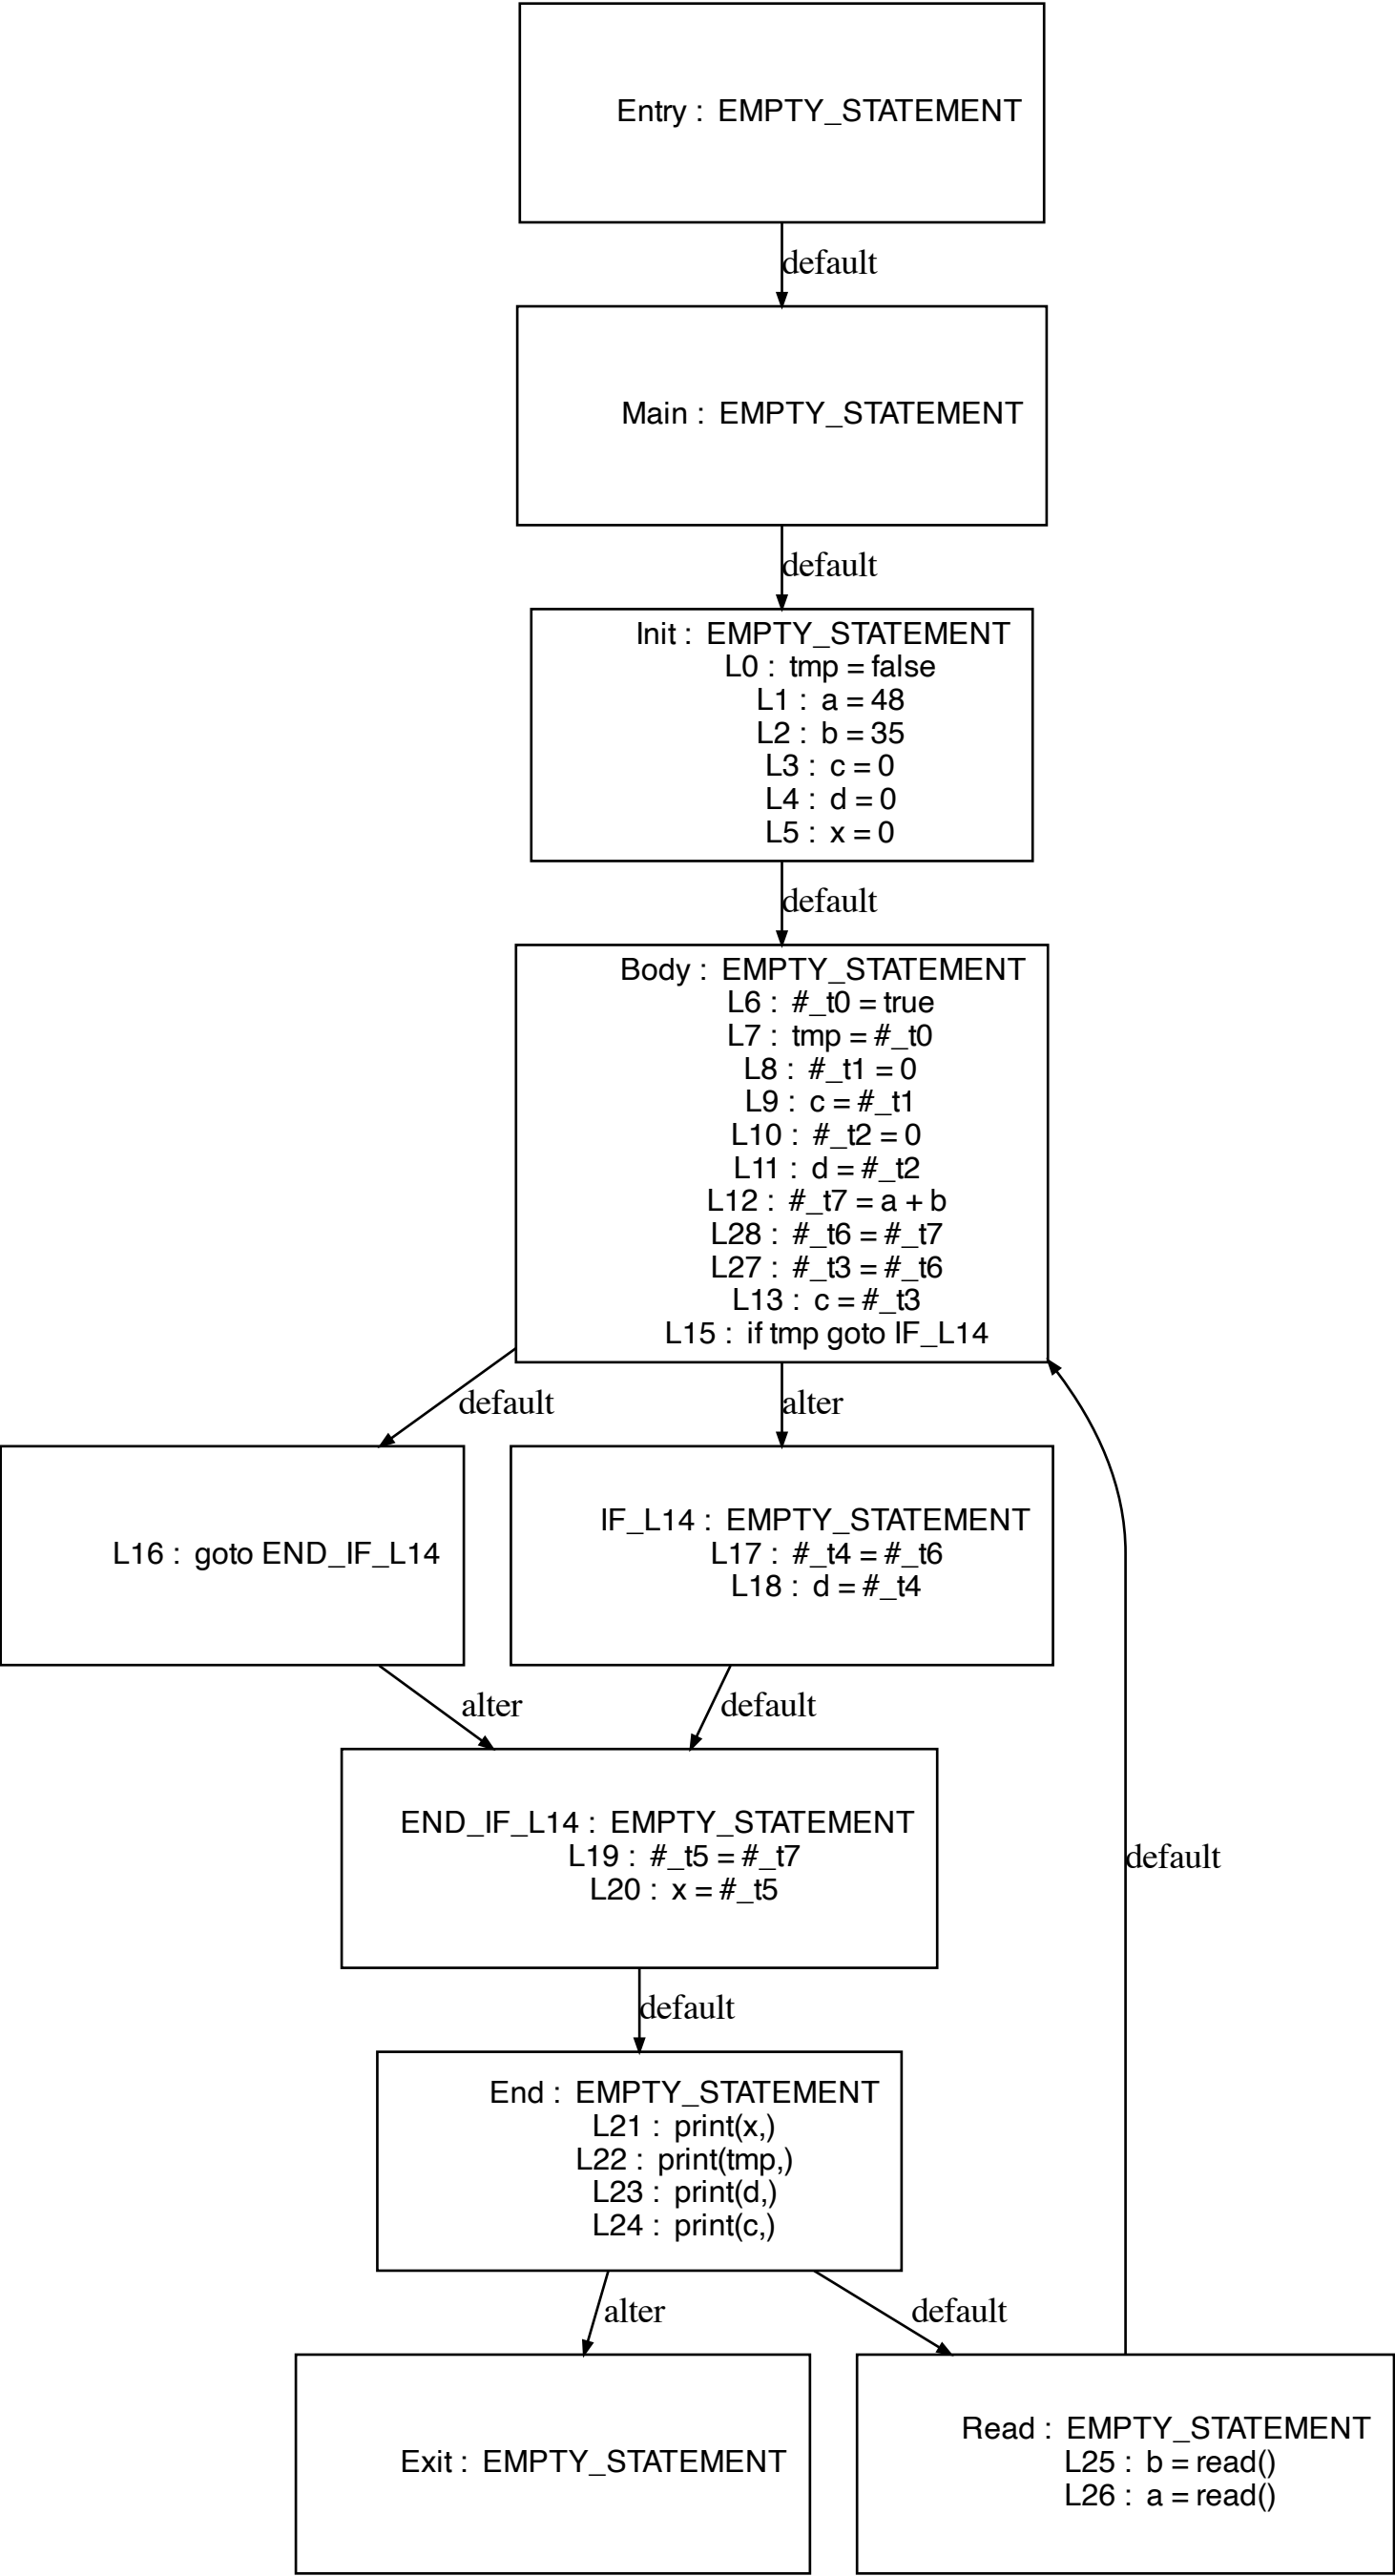 Entry :  EMPTY_STATEMENT
default
Main :  EMPTY_STATEMENT
default
Init :  EMPTY_STATEMENT
L0 :  tmp = false
L1 :  a = 48
L2 :  b = 35
L3 :  c = 0
L4 :  d = 0
L5 :  x = 0
default
Body :  EMPTY_STATEMENT
L6 :  #_t0 = true
L7 :  tmp = #_t0
L8 :  #_t1 = 0
L9 :  c = #_t1
L10 :  #_t2 = 0
L11 :  d = #_t2
L12 :  #_t7 = a + b
L28 :  #_t6 = #_t7
L27 :  #_t3 = #_t6
L13 :  c = #_t3
L15 :  if tmp goto IF_L14
default
alter
L16 :  goto END_IF_L14
IF_L14 :  EMPTY_STATEMENT
L17 :  #_t4 = #_t6
L18 :  d = #_t4
alter
default
END_IF_L14 :  EMPTY_STATEMENT
L19 :  #_t5 = #_t7
L20 :  x = #_t5
default
default
End :  EMPTY_STATEMENT
L21 :  print(x,)
L22 :  print(tmp,)
L23 :  print(d,)
L24 :  print(c,)
alter
default
Exit :  EMPTY_STATEMENT
Read :  EMPTY_STATEMENT
L25 :  b = read()
L26 :  a = read()